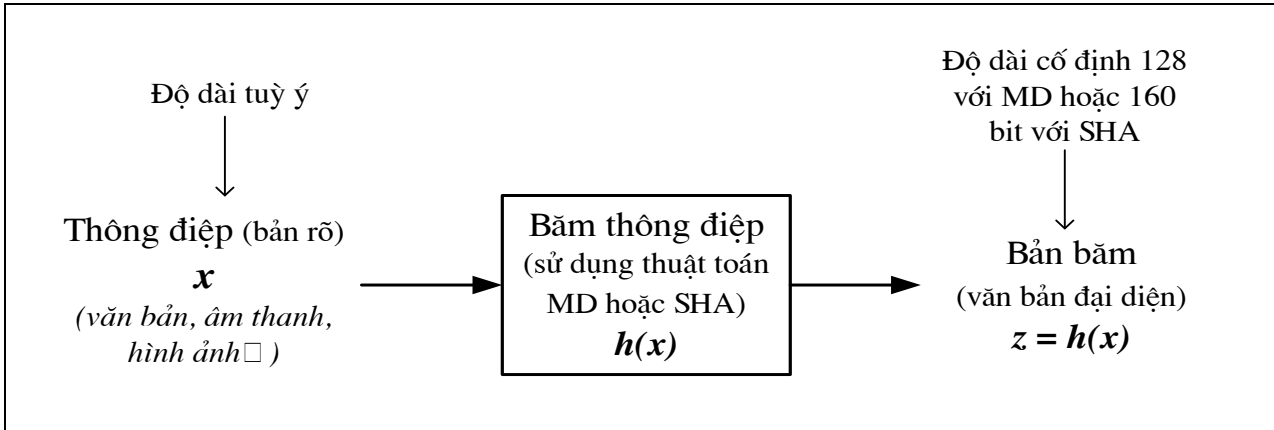 Độ dài tuỳ ý
Thông điệp (bản rõ)
x
(văn bản, âm thanh,
hình ảnh□ )
Băm thông điệp
(sử dụng thuật toán
MD hoặc SHA)
h(x)
Độ dài cố định 128
với MD hoặc 160
bit với SHA
Bản băm
(văn bản đại diện)
z = h(x)